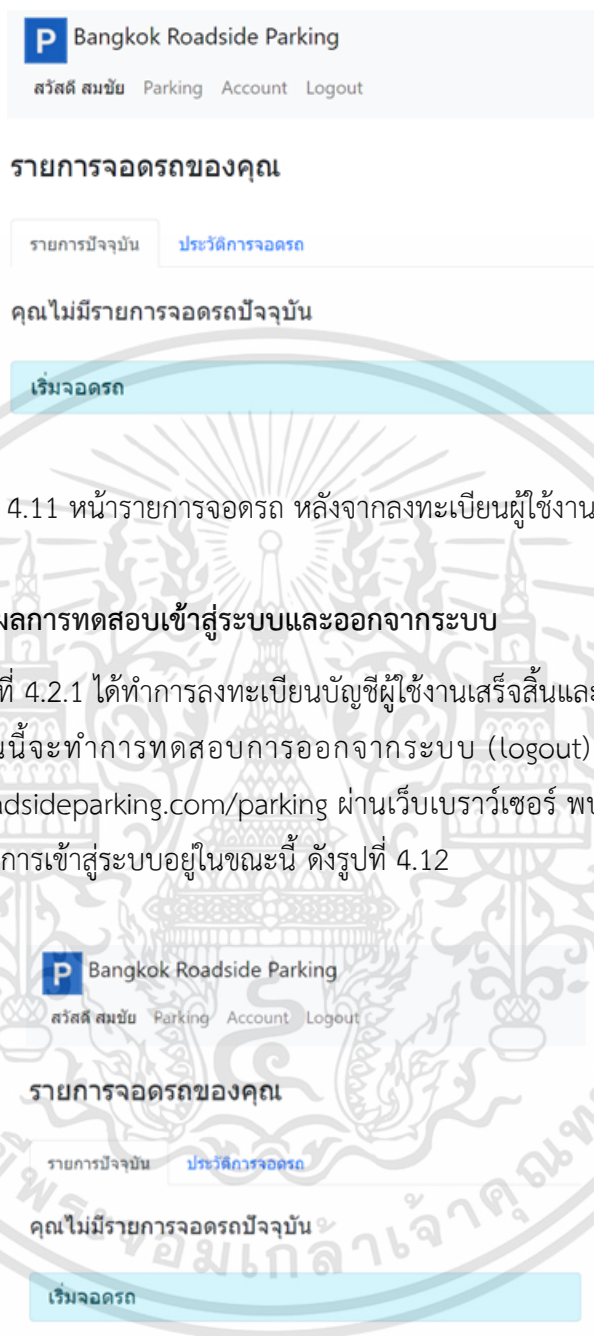 P Bangkok Roadside Parking
สวัสดี สมชัย Parking Account Logout
รายการจอดรถของคุณ
รายการปัจจุบัน ประวัติการจอดรถ
คุณไม่มีรายการจอดรถปัจจุบัน
เริ่มจอดรถ
4.11 หน้ารายการจอดรถ หลังจากลงทะเบียนผู้ใช้งาน
ผลการทดสอบเข้าสู่ระบบและออกจากระบบ
ที่ 4.2.1 ได้ทำการลงทะเบียนบัญชีผู้ใช้งานเสร็จสิ้นและ
นนี้จะทำการทดสอบการออกจากระบบ (logout)
adsideparking.com/parking ผ่านเว็บเบราว์เซอร์ พบ
การเข้าสู่ระบบอยู่ในขณะนี้ ดังรูปที่ 4.12
P Bangkok Roadside Parking
สวัสดี สมชัย Parking Account Logout
รายการจอดรถของคุณ
รายการปัจจุบัน ประวัติการจอดรถ
คุณไม่มีรายการจอดรถปัจจุบัน
เริ่มจอดรถ
พระจอมเกล้าเจ้าคุณท